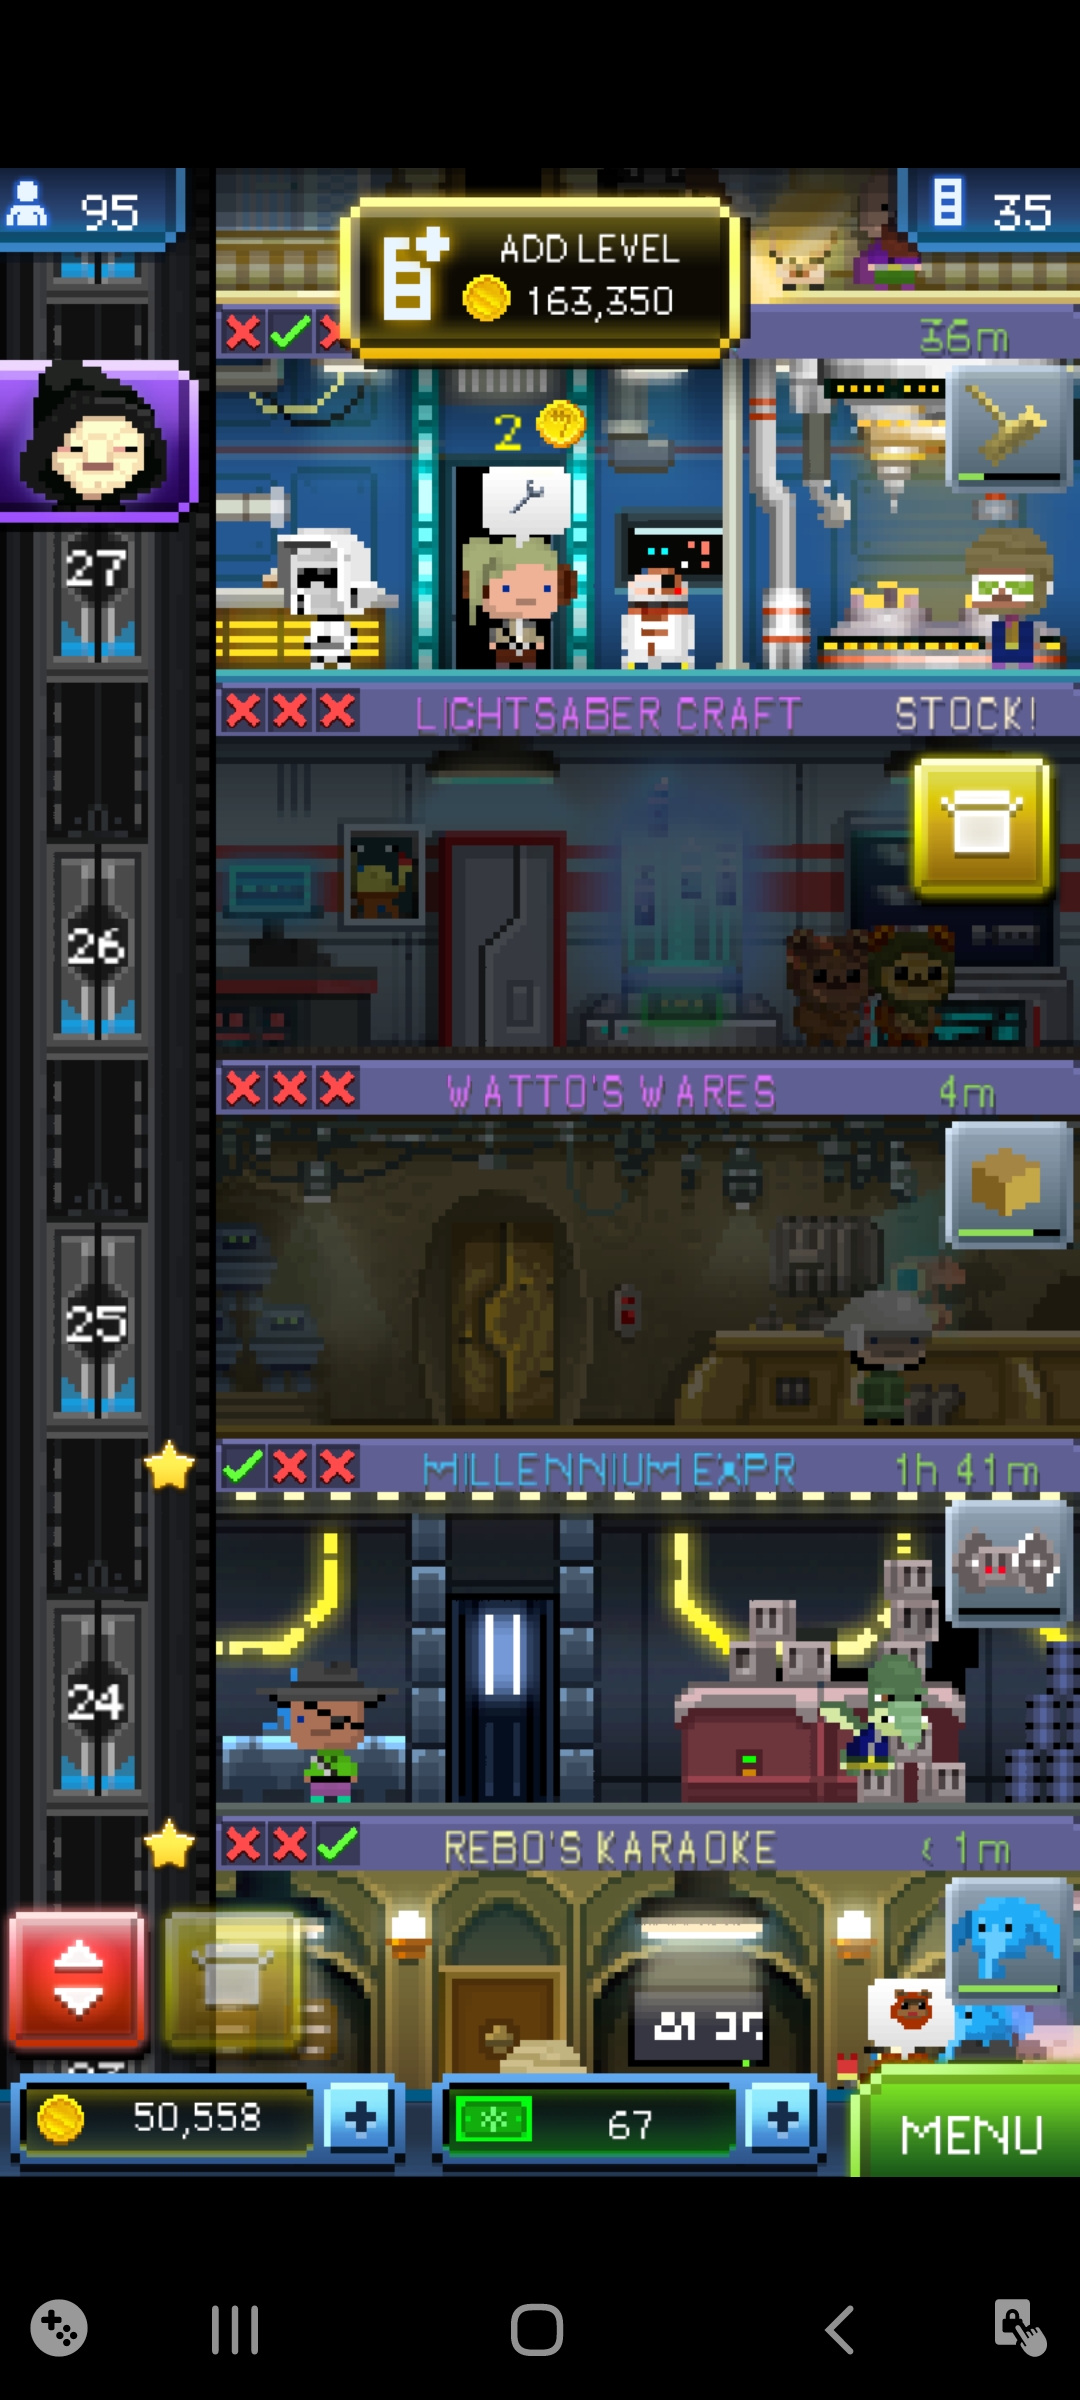 95
35
ADD LEVEL
163,350
36m
2
27
LIGHTSABER CRAFT
STOCK!
26
WATTO'S WARES
4m
25
MILLENNIUM EXPR
1h 41m
24
REBO'S KARAOKE
< 1m
50,558
67
MENU